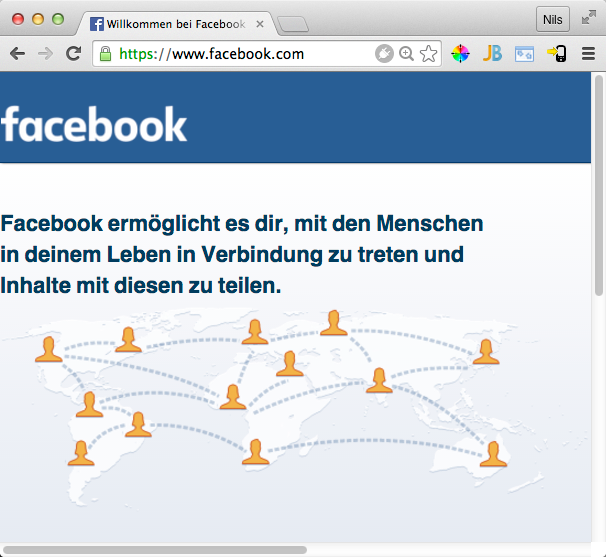 Willkommen bei Facebook
Nils
https://www.facebook.com
JB
facebook
Facebook ermöglicht es dir, mit den Menschen
in deinem Leben in Verbindung zu treten und
Inhalte mit diesen zu teilen.